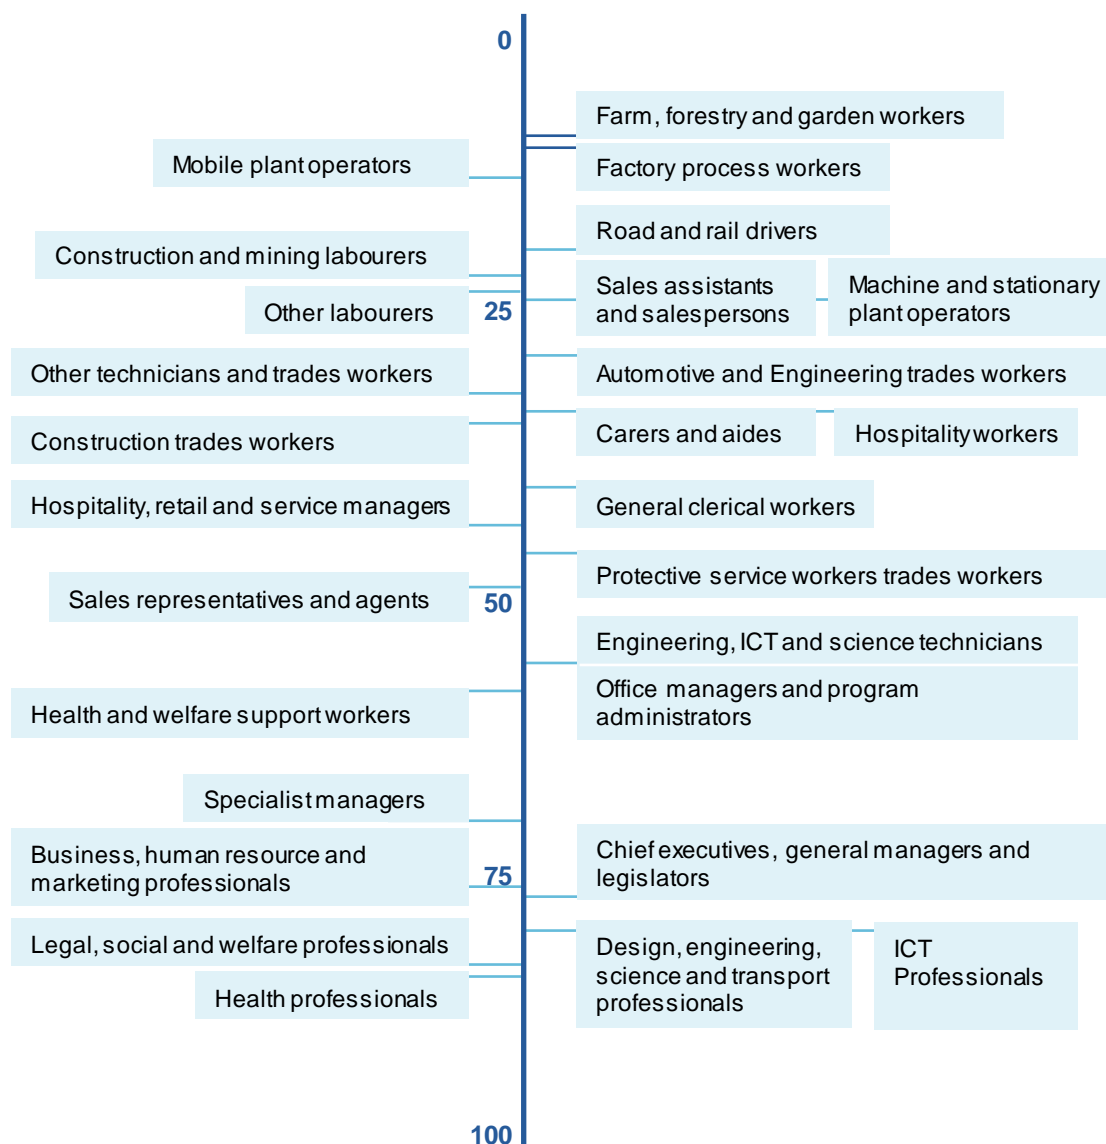 0
Farm, forestry and garden workers
Mobile plant operators
Factory process workers
Road and rail drivers
Construction and mining labourers
Sales assistants
and salespersons
Machine and stationary
plant operators
Other labourers
25
Other technicians and trades workers
Automotive and Engineering trades workers
Construction trades workers
Carers and aides
Hospitality workers
Hospitality, retail and service managers
General clerical workers
Protective service workers trades workers
Sales representatives and agents
50
Engineering, ICT and science technicians
Office managers and program
administrators
Health and welfare support workers
Specialist managers
Business, human resource and
marketing professionals
75
Chief executives, general managers and
legislators
Legal, social and welfare professionals
Design, engineering,
science and transport
professionals
ICT
Professionals
Health professionals
100